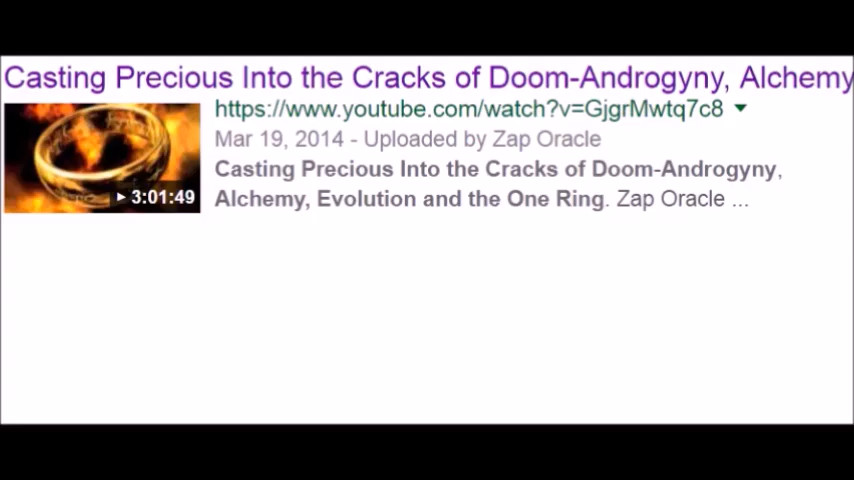 Casting Precious Into the Cracks of Doom-Androgyny, Alchemy
https://www.youtube.com/watch?v=GjgrMwtq7c8
Mar 19, 2014 - Uploaded by Zap Oracle
3:01:49
Casting Precious Into the Cracks of Doom-Androgyny,
Alchemy, Evolution and the One Ring. Zap Oracle ...